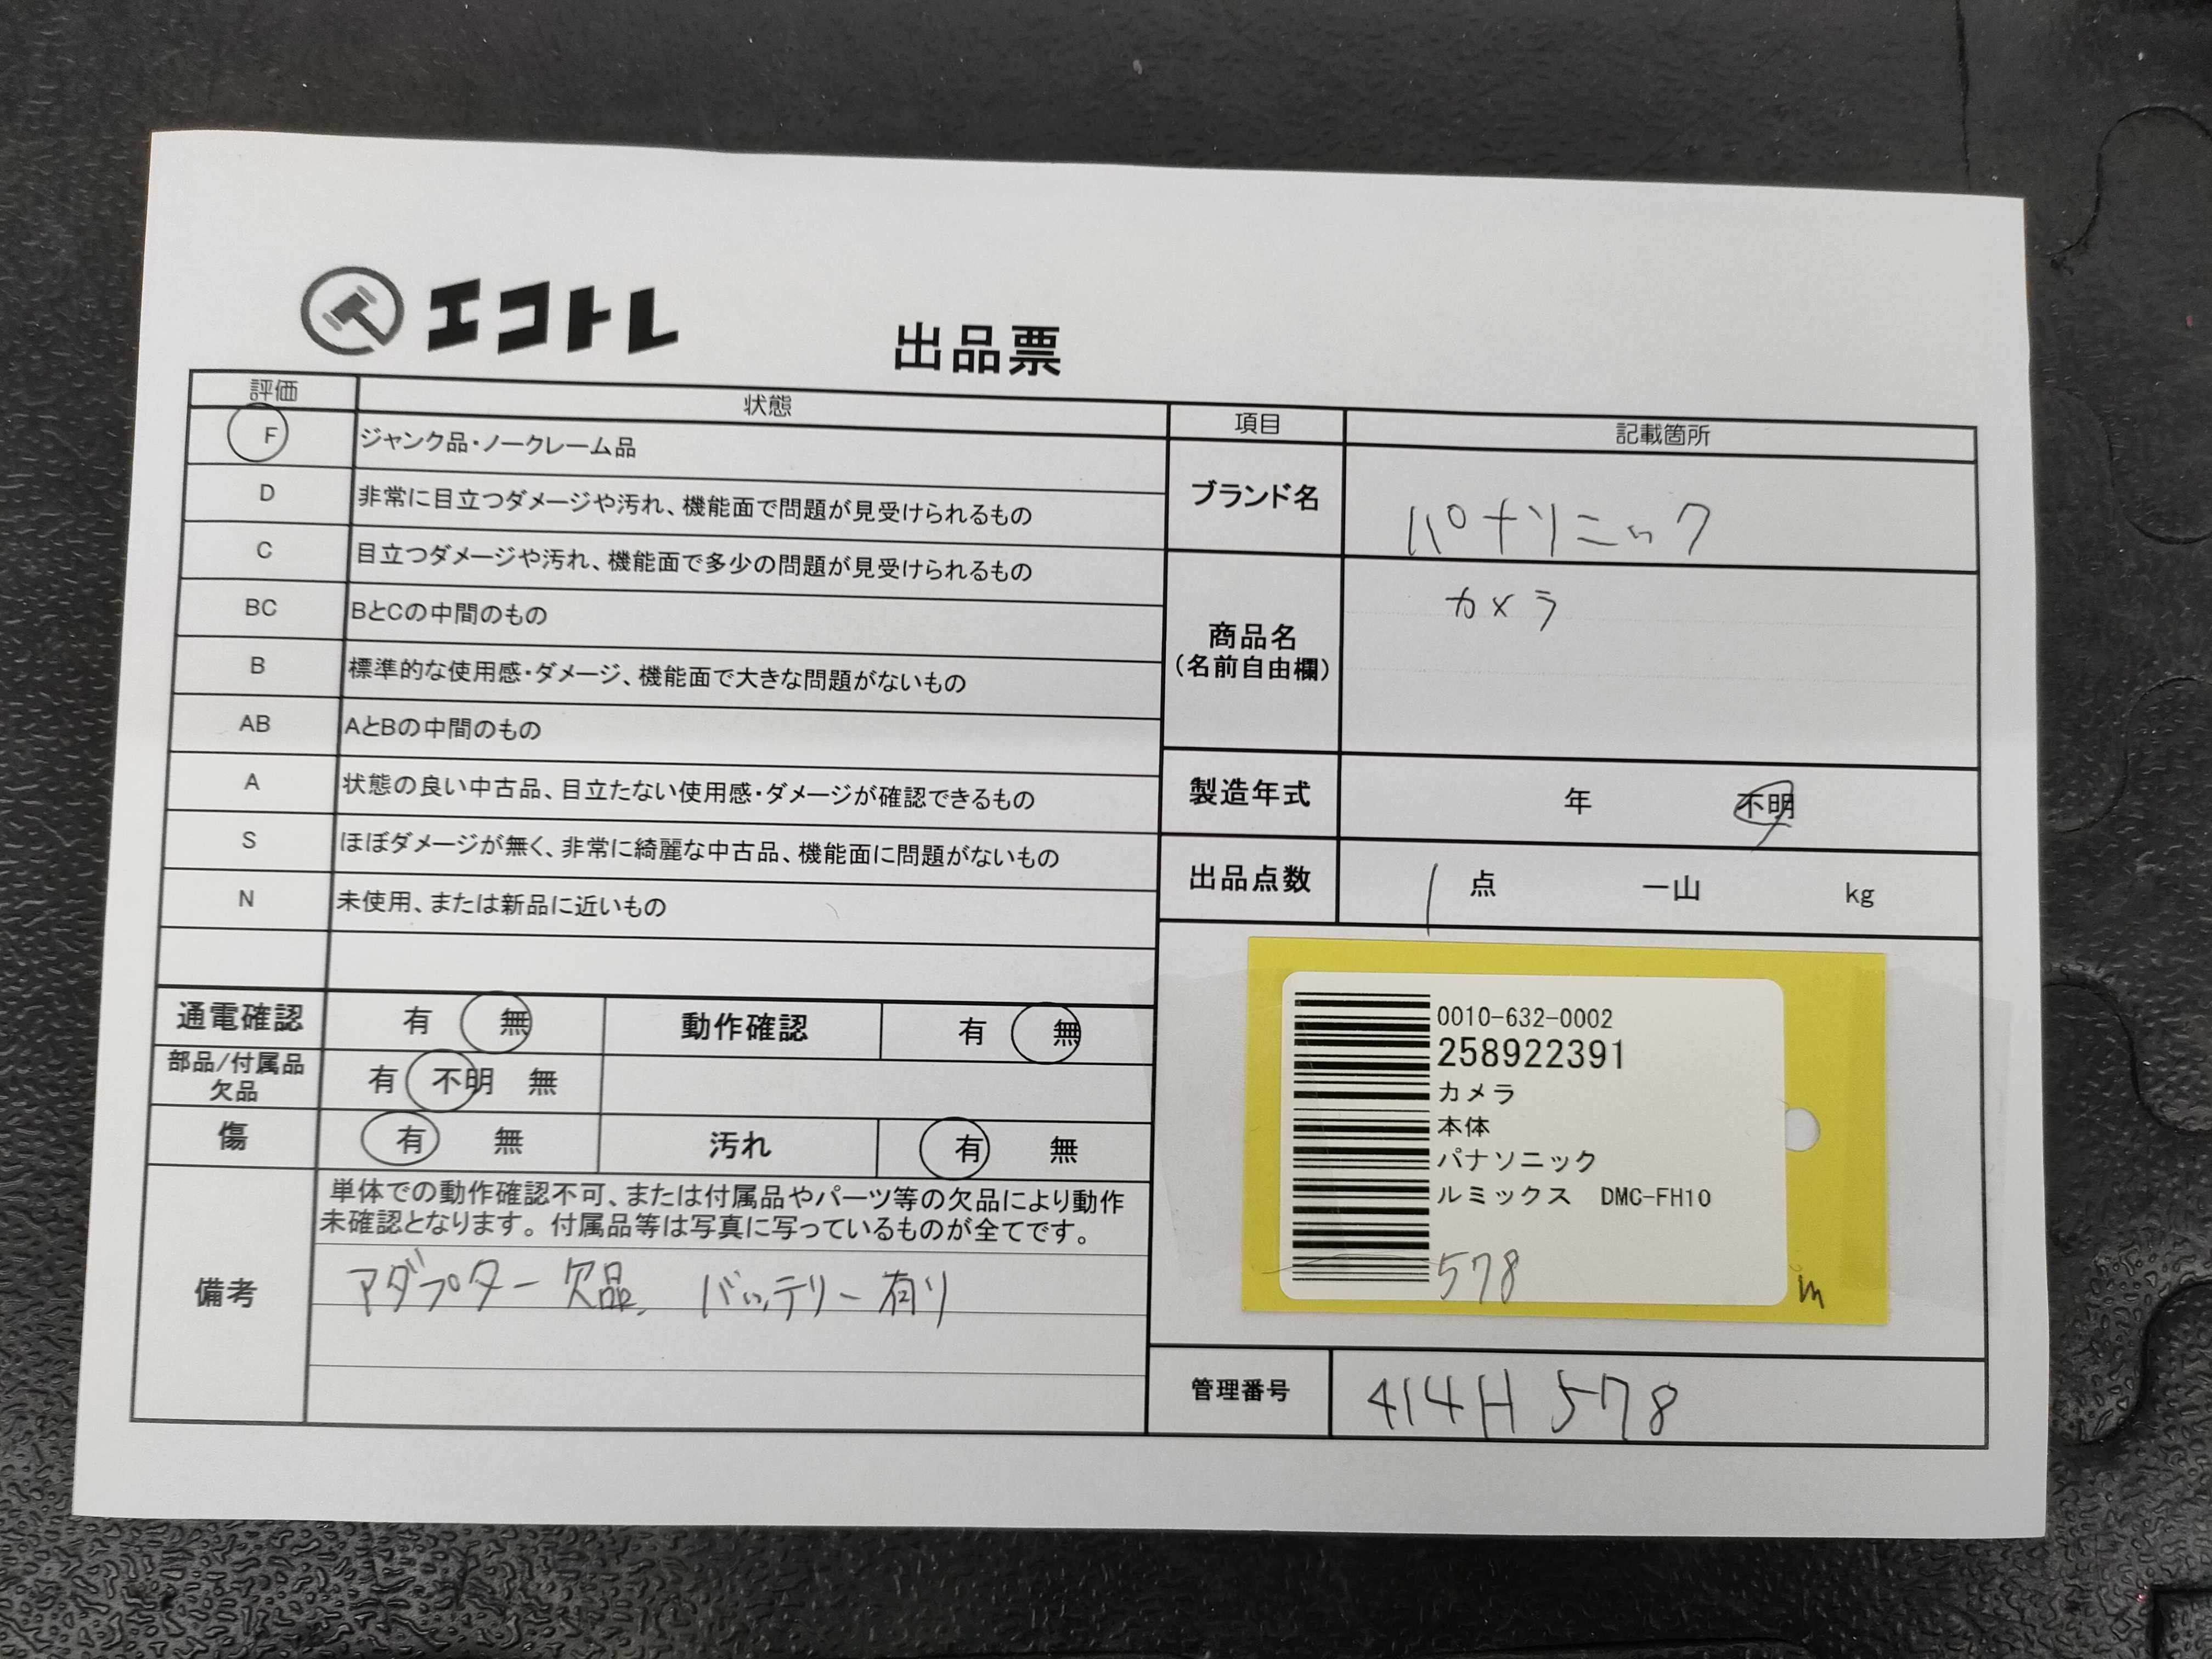 エコトレ
出品票
評価 状態
F ジャンク品・ノークレーム品
D 非常に目立つダメージや汚れ、機能面で問題が見受けられるもの
C 目立つダメージや汚れ、機能面で多少の問題が見受けられるもの
BC BとCの中間のもの
B 標準的な使用感・ダメージ、機能面で大きな問題がないもの
AB AとBの中間のもの
A 状態の良い中古品、目立たない使用感・ダメージが確認できるもの
S ほぼダメージが無く、非常に綺麗な中古品、機能面に問題がないもの
N 未使用、または新品に近いもの
通電確認 有 無 動作確認 有 無
部品/付属品
欠品
有 不明 無
傷 有 無 汚れ 有 無
備考
単体での動作確認不可、または付属品やパーツ等の欠品により動作
未確認となります。付属品等は写真に写っているものが全てです。
アダプター欠品、バッテリー有り
項目 記載箇所
ブランド名 パナソニック
商品名
(名前自由欄)
カメラ
製造年式 年 不明
出品点数 1 点 一山 kg
0010-632-0002
258922391
カメラ
本体
パナソニック
ルミックス DMC-FH10
578
管理番号 414H 578